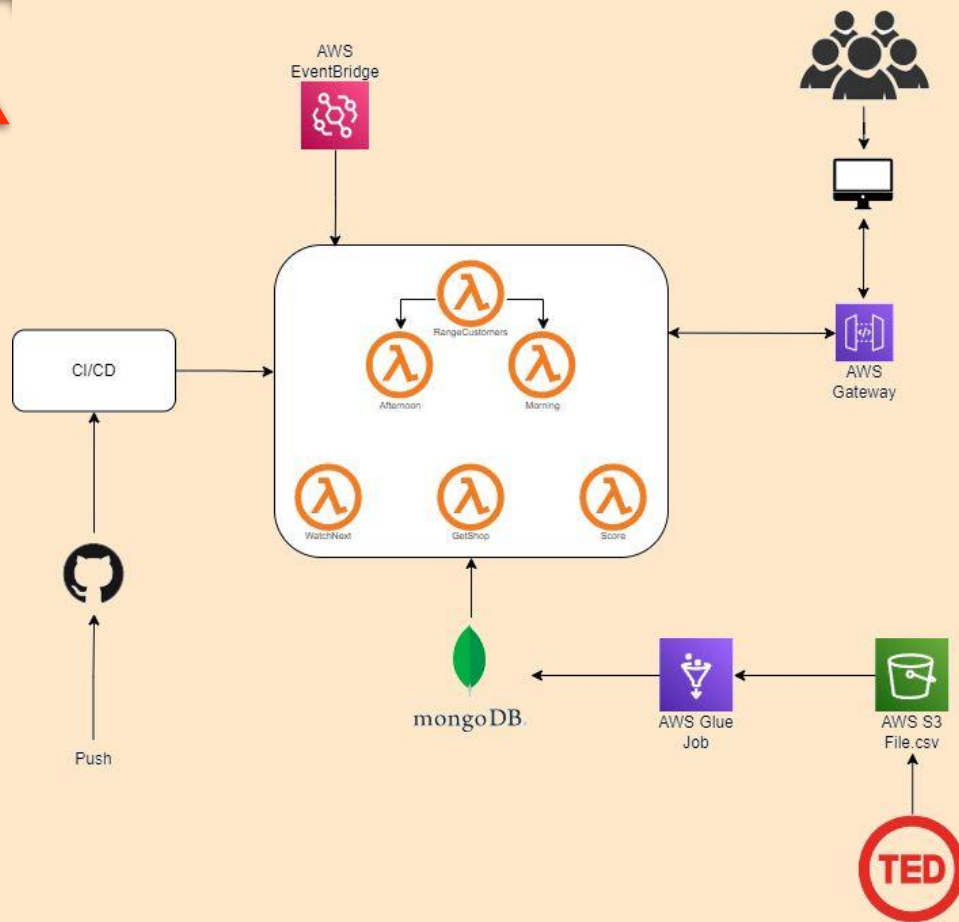 AWS
EventBridge
RangeCustomers
Afternoon
Morning
CI/CD
AWS
Gateway
WatchNext
GetShop
Score
mongoDB.
AWS Glue
Job
AWS S3
File.csv
Push
TED